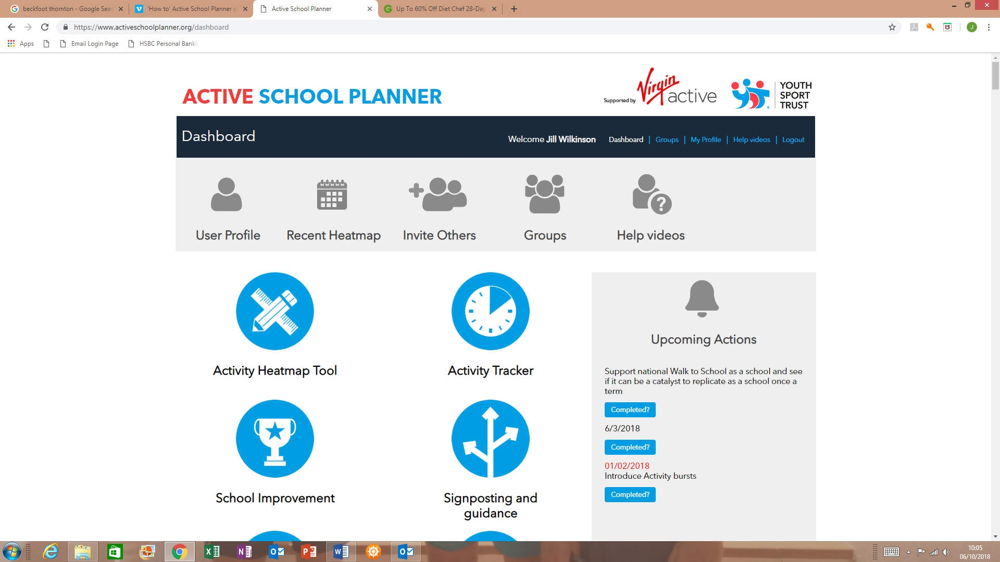 beckfoot thornton - Google Sear
'How to' Active School Planner o
Active School Planner
Up To 60% Off Diet Chef 28-Day
https://www.activeschoolplanner.org/dashboard
J
Apps
Email Login Page
HSBC Personal Banki
ACTIVE SCHOOL PLANNER
Supported by
Virgin
active
YOUTH
SPORT
TRUST
Dashboard
Welcome Jill Wilkinson
Dashboard | Groups | My Profile | Help videos | Logout
User Profile
Recent Heatmap
Invite Others
Groups
Help videos
Activity Heatmap Tool
Activity Tracker
School Improvement
Signposting and
guidance
Upcoming Actions
Support national Walk to School as a school and see
if it can be a catalyst to replicate as a school once a
term
Completed?
6/3/2018
Completed?
01/02/2018
Introduce Activity bursts
Completed?
10:05
06/10/2018